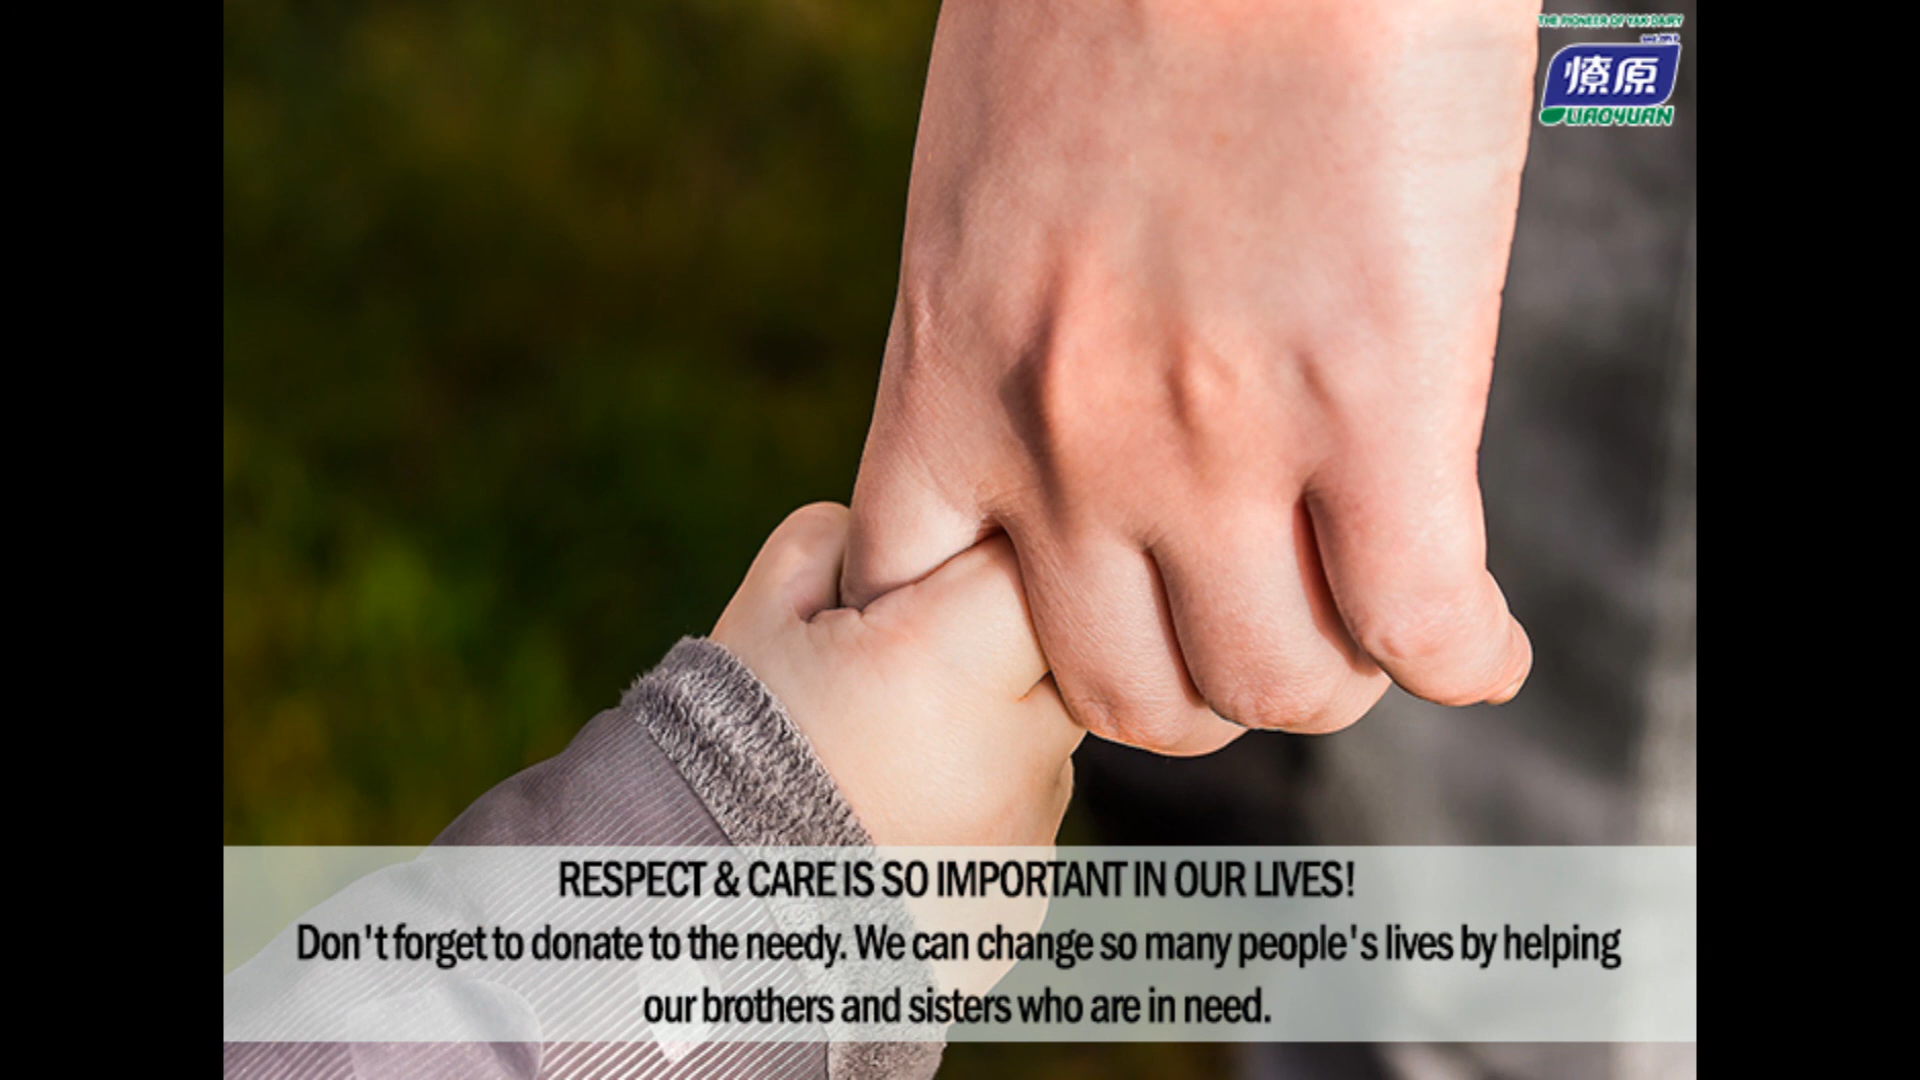 THE PIONEER OF YAK DAIRY
燎原
LIAOYUAN
RESPECT & CARE IS SO IMPORTANT IN OUR LIVES!
Don't forget to donate to the needy. We can change so many people's lives by helping
our brothers and sisters who are in need.